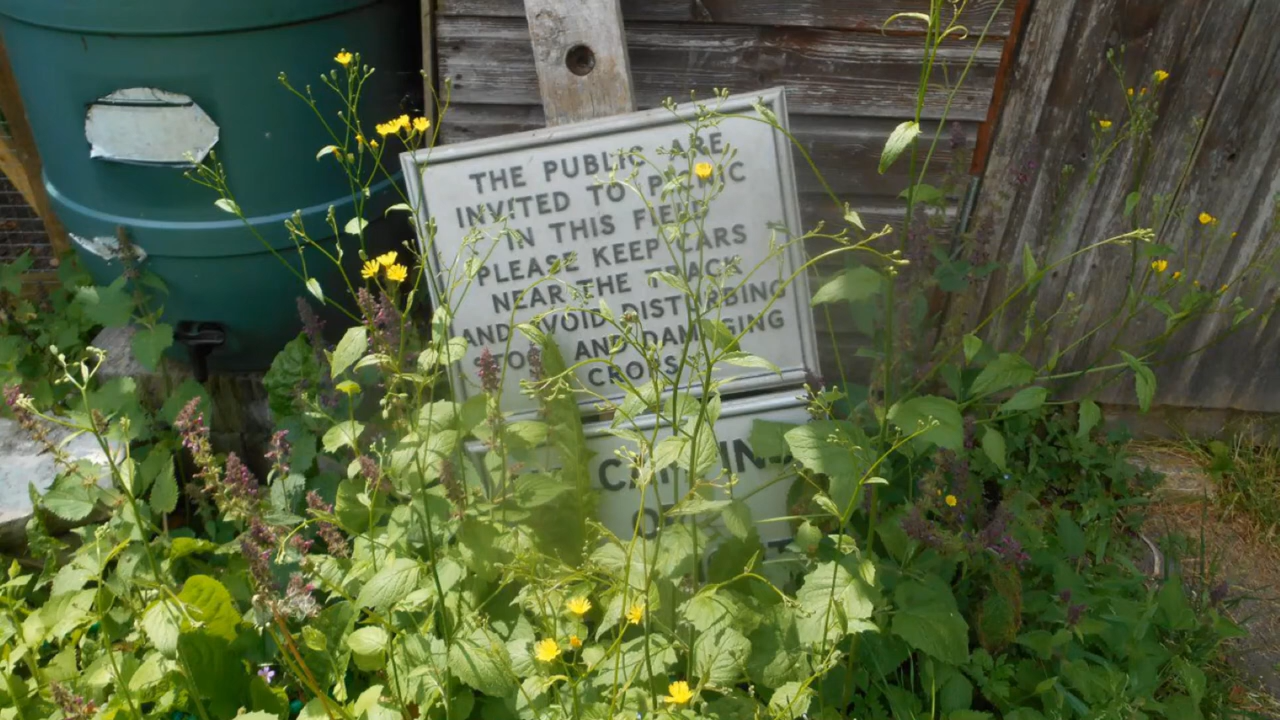 THE PUBLIC ARE
INVITED TO PICNIC
IN THIS FIELD
PLEASE KEEP CARS
NEAR THE TRACK
AND AVOID DISTURBING
STOCK AND DAMAGING
CROPS